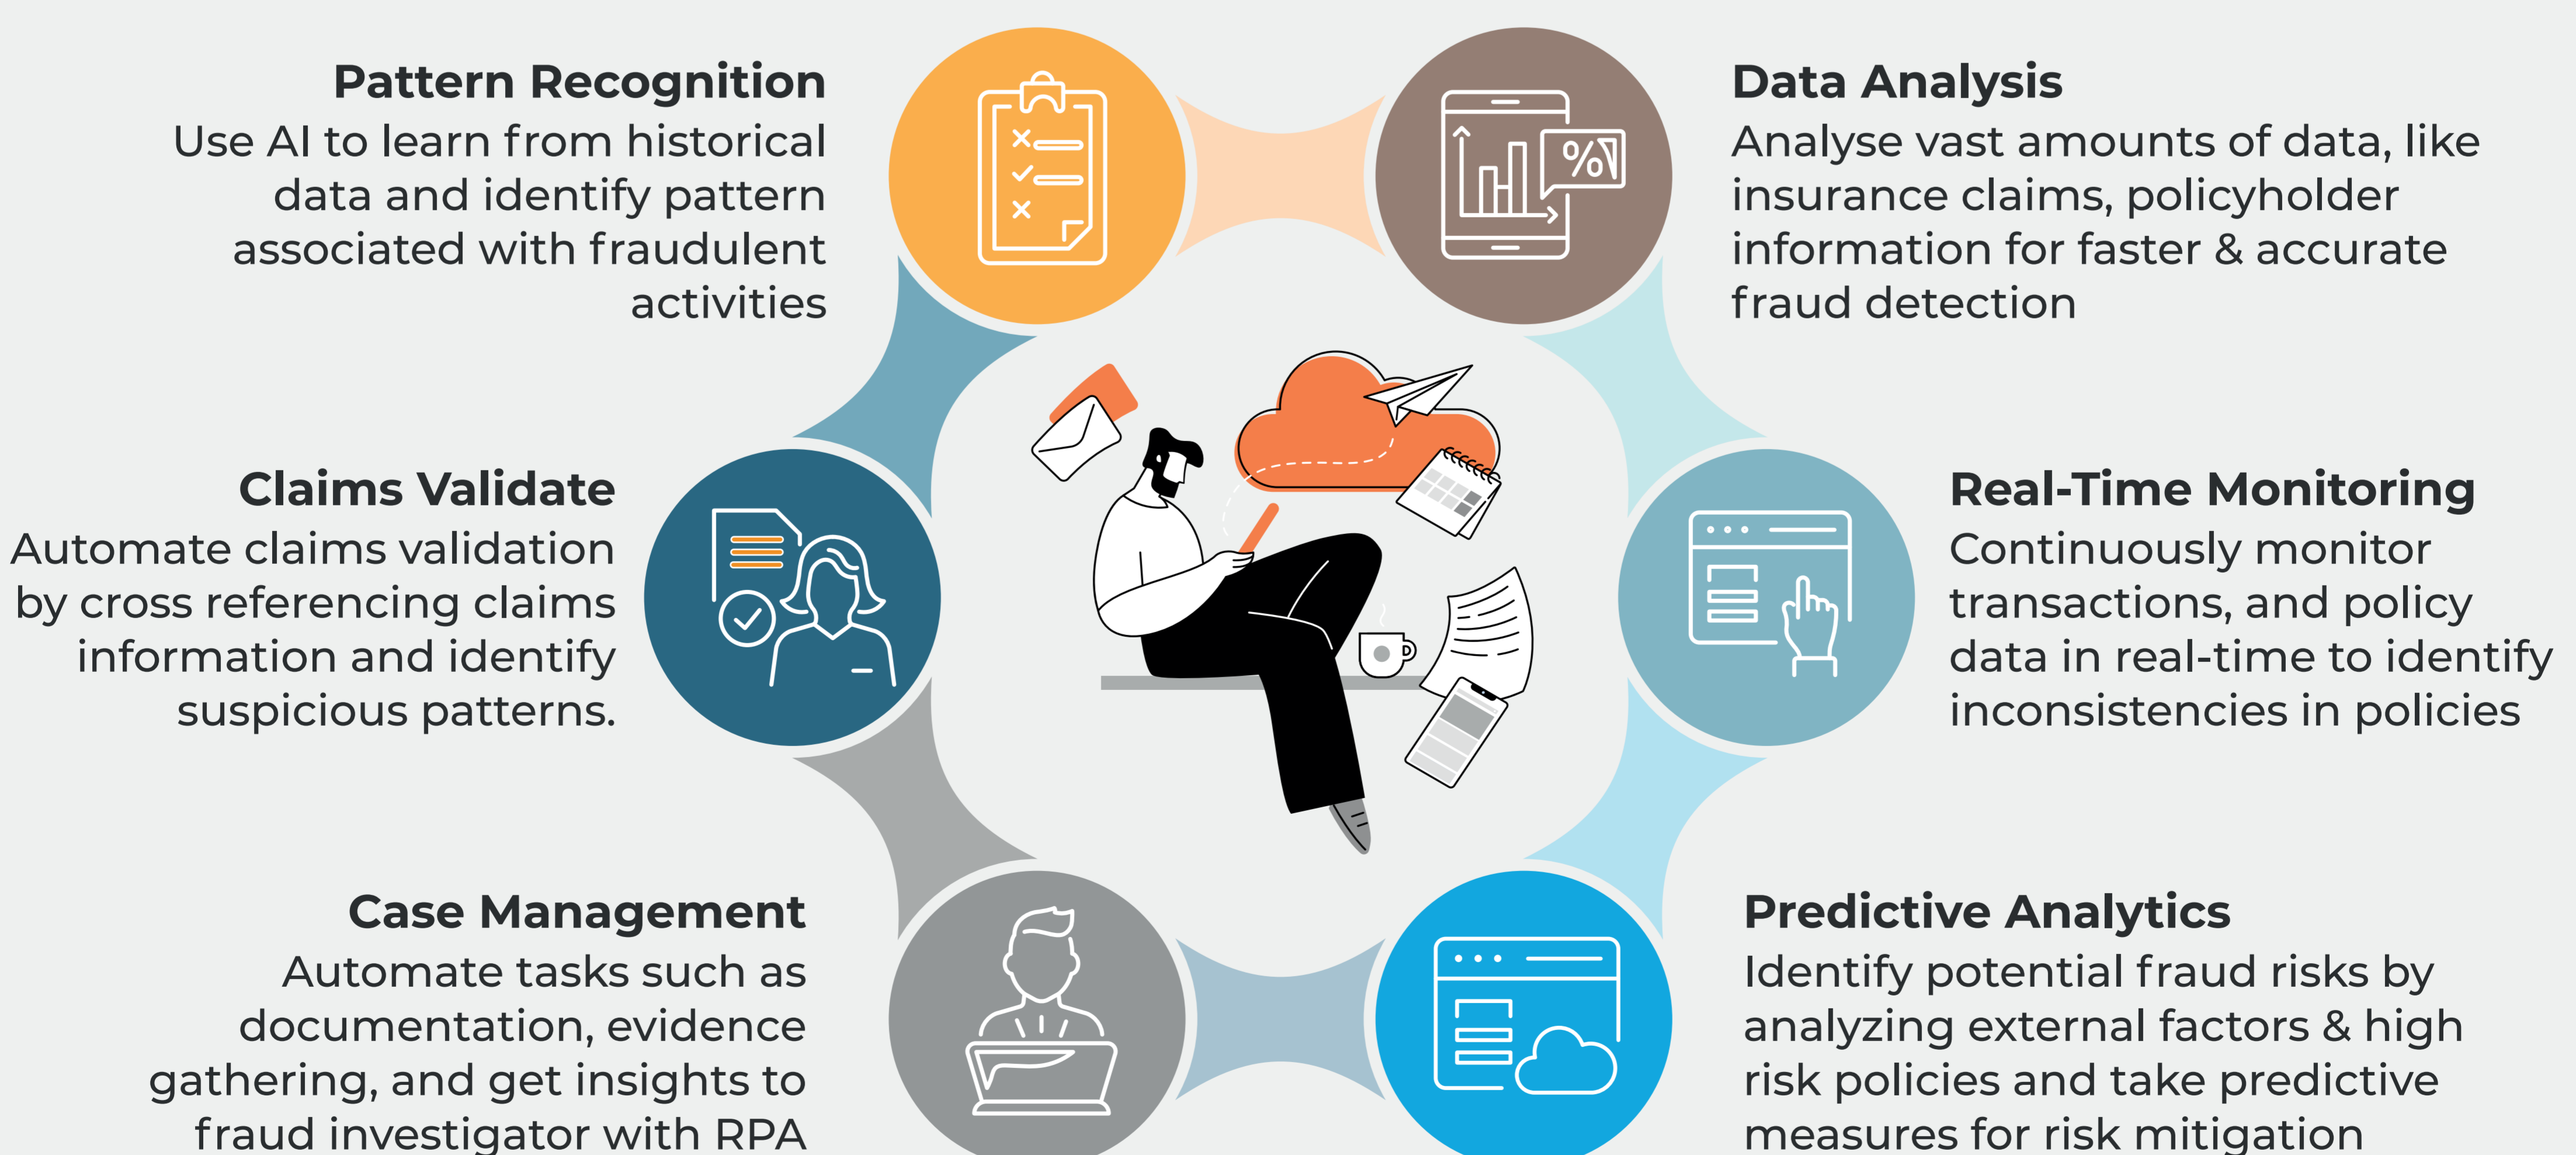 Pattern Recognition
Use AI to learn from historical
data and identify pattern
associated with fraudulent
activities
Data Analysis
Analyse vast amounts of data, like
insurance claims, policyholder
information for faster & accurate
fraud detection
%
Claims Validate
Automate claims validation
by cross referencing claims
information and identify
suspicious patterns.
Real-Time Monitoring
Continuously monitor
transactions, and policy
data in real-time to identify
inconsistencies in policies
Case Management
Automate tasks such as
documentation, evidence
gathering, and get insights to
fraud investigator with RPA
Predictive Analytics
Identify potential fraud risks by
analyzing external factors & high
risk policies and take predictive
measures for risk mitigation